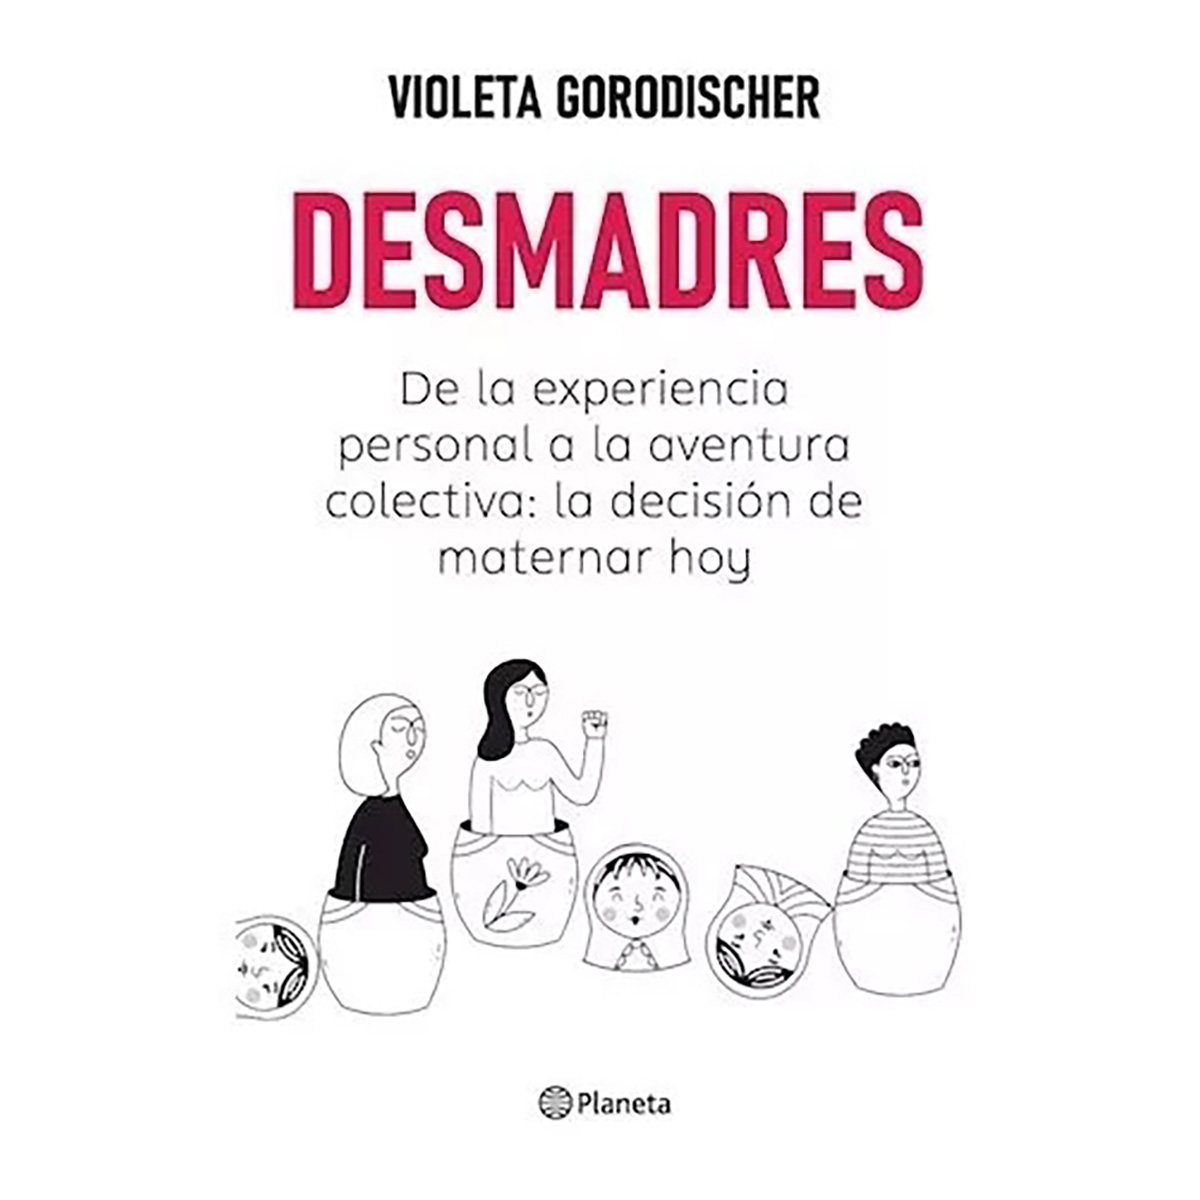 VIOLETA GORODISCHER
DESMADRES
De la experiencia
personal a la aventura
colectiva: la decisión de
maternar hoy
Planeta